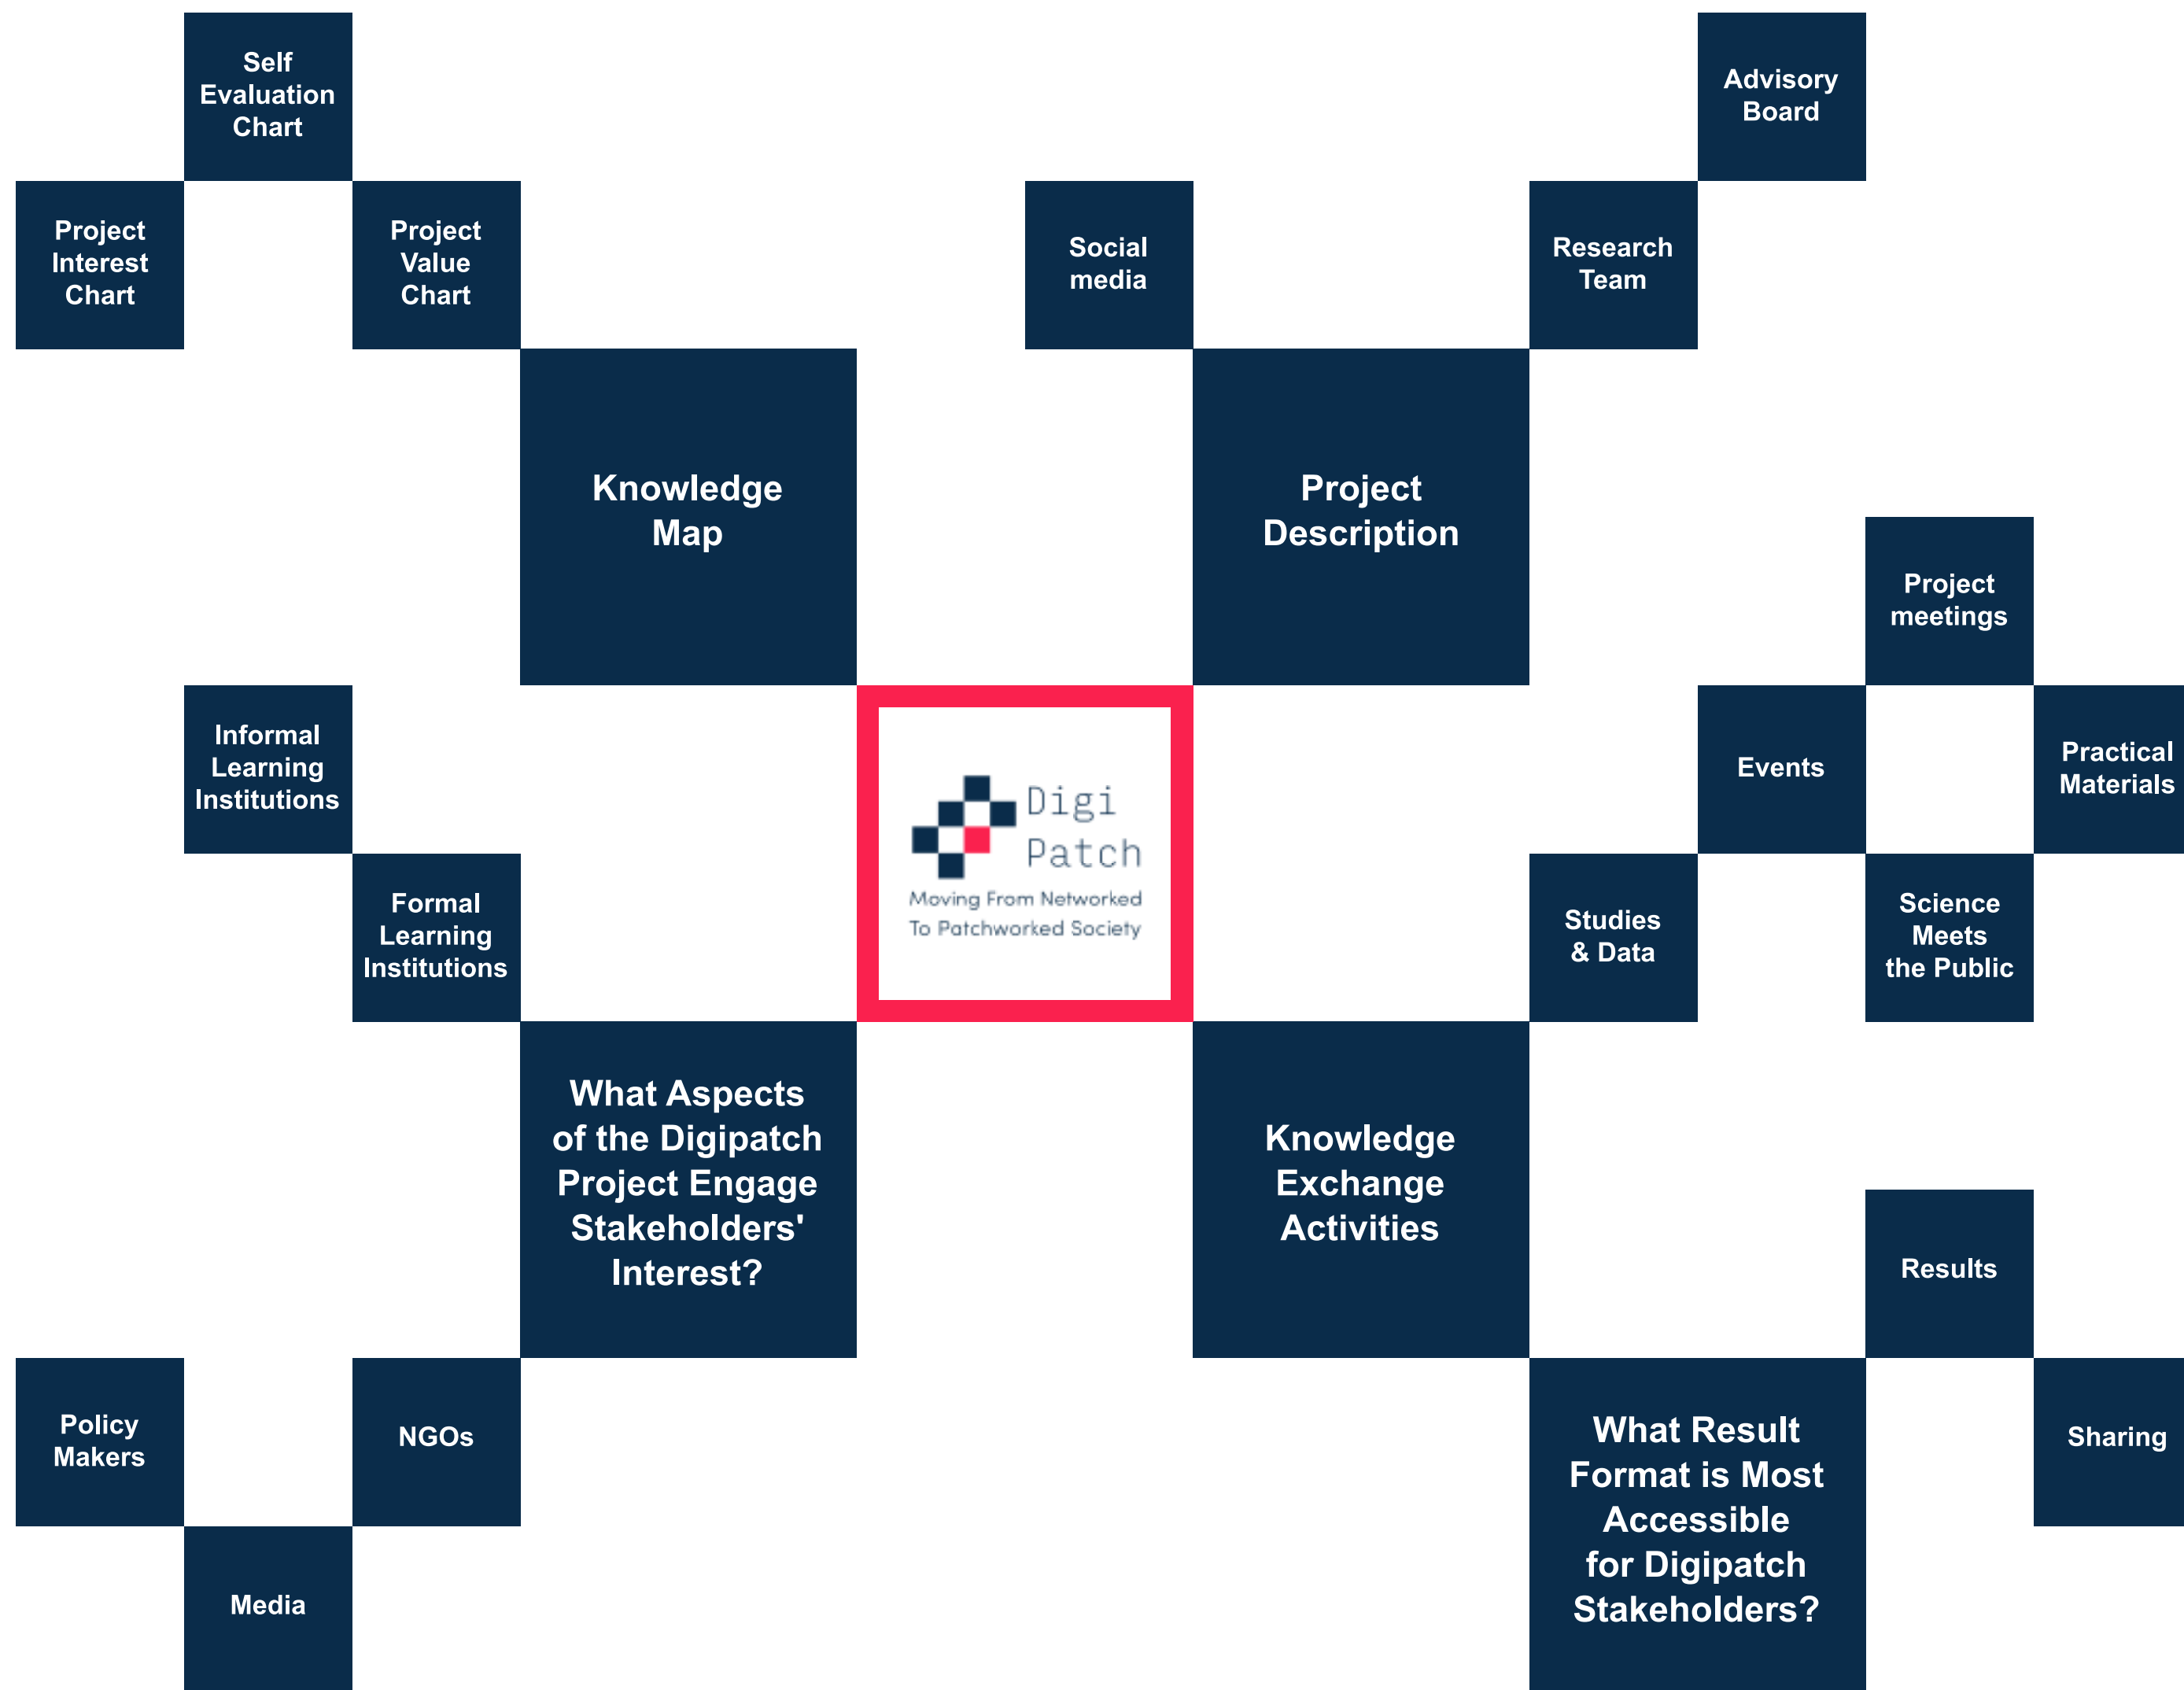 Self
Evaluation
Chart
Advisory
Board
Project
Interest
Chart
Project
Value
Chart
Social
media
Research
Team
Knowledge
Map
Project
Description
Project
meetings
Informal
Learning
Institutions
Events
Practical
Materials
Digi
Patch
Moving From Networked
To Patchworked Society
Formal
Learning
Institutions
Studies
& Data
Science
Meets
the Public
What Aspects
of the Digipatch
Project Engage
Stakeholders'
Interest?
Knowledge
Exchange
Activities
Results
Policy
Makers
NGOs
What Result
Format is Most
Accessible
for Digipatch
Stakeholders?
Sharing
Media